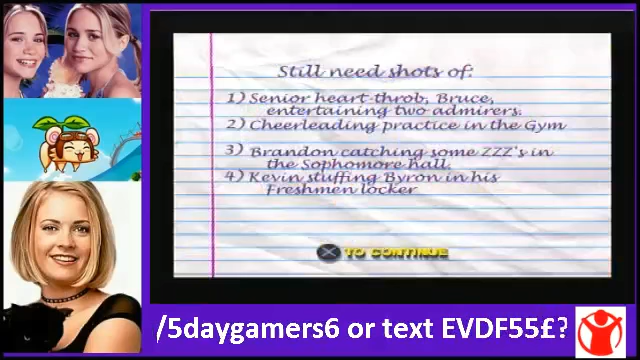 Still need shots of:
1) Senior heart-throb, Bruce,
entertaining two admirers.
2) Cheerleading practice in the Gym
3) Brandon catching some ZZZ's in
the Sophomore hall.
4) Kevin stuffing Byron in his
Freshmen locker
X TO CONTINUE
/5daygamers6 or text EVDF55£?